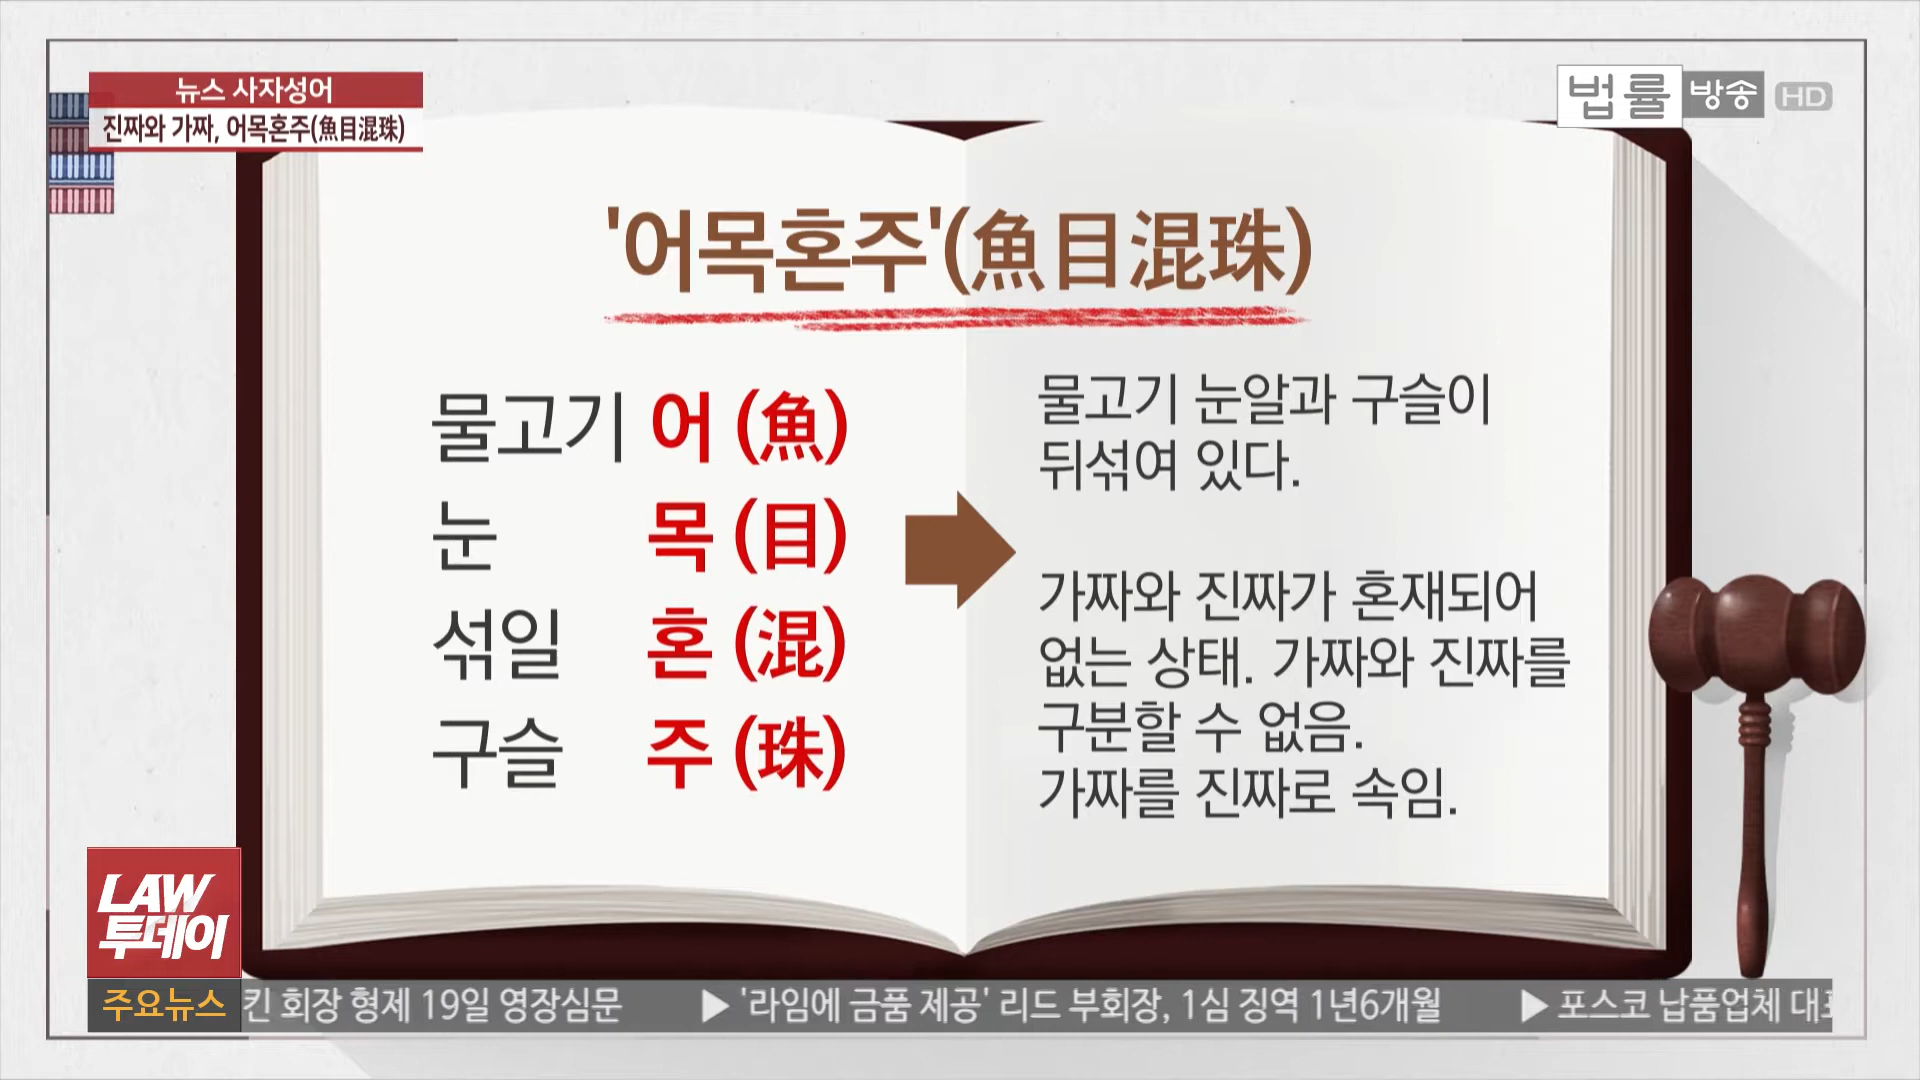 뉴스 사자성어
진짜와 가짜, 어목혼주(魚目混珠)
법률방송 HD
'어목혼주'(魚目混珠)
물고기 어 (魚)
눈 목 (目)
섞일 혼 (混)
구슬 주 (珠)
물고기 눈알과 구슬이
뒤섞여 있다.
가짜와 진짜가 혼재되어
없는 상태. 가짜와 진짜를
구분할 수 없음.
가짜를 진짜로 속임.
LAW
투데이
주요뉴스 킨 회장 형제 19일 영장심문 ▶ '라임에 금품 제공' 리드 부회장, 1심 징역 1년6개월 ▶ 포스코 납품업체